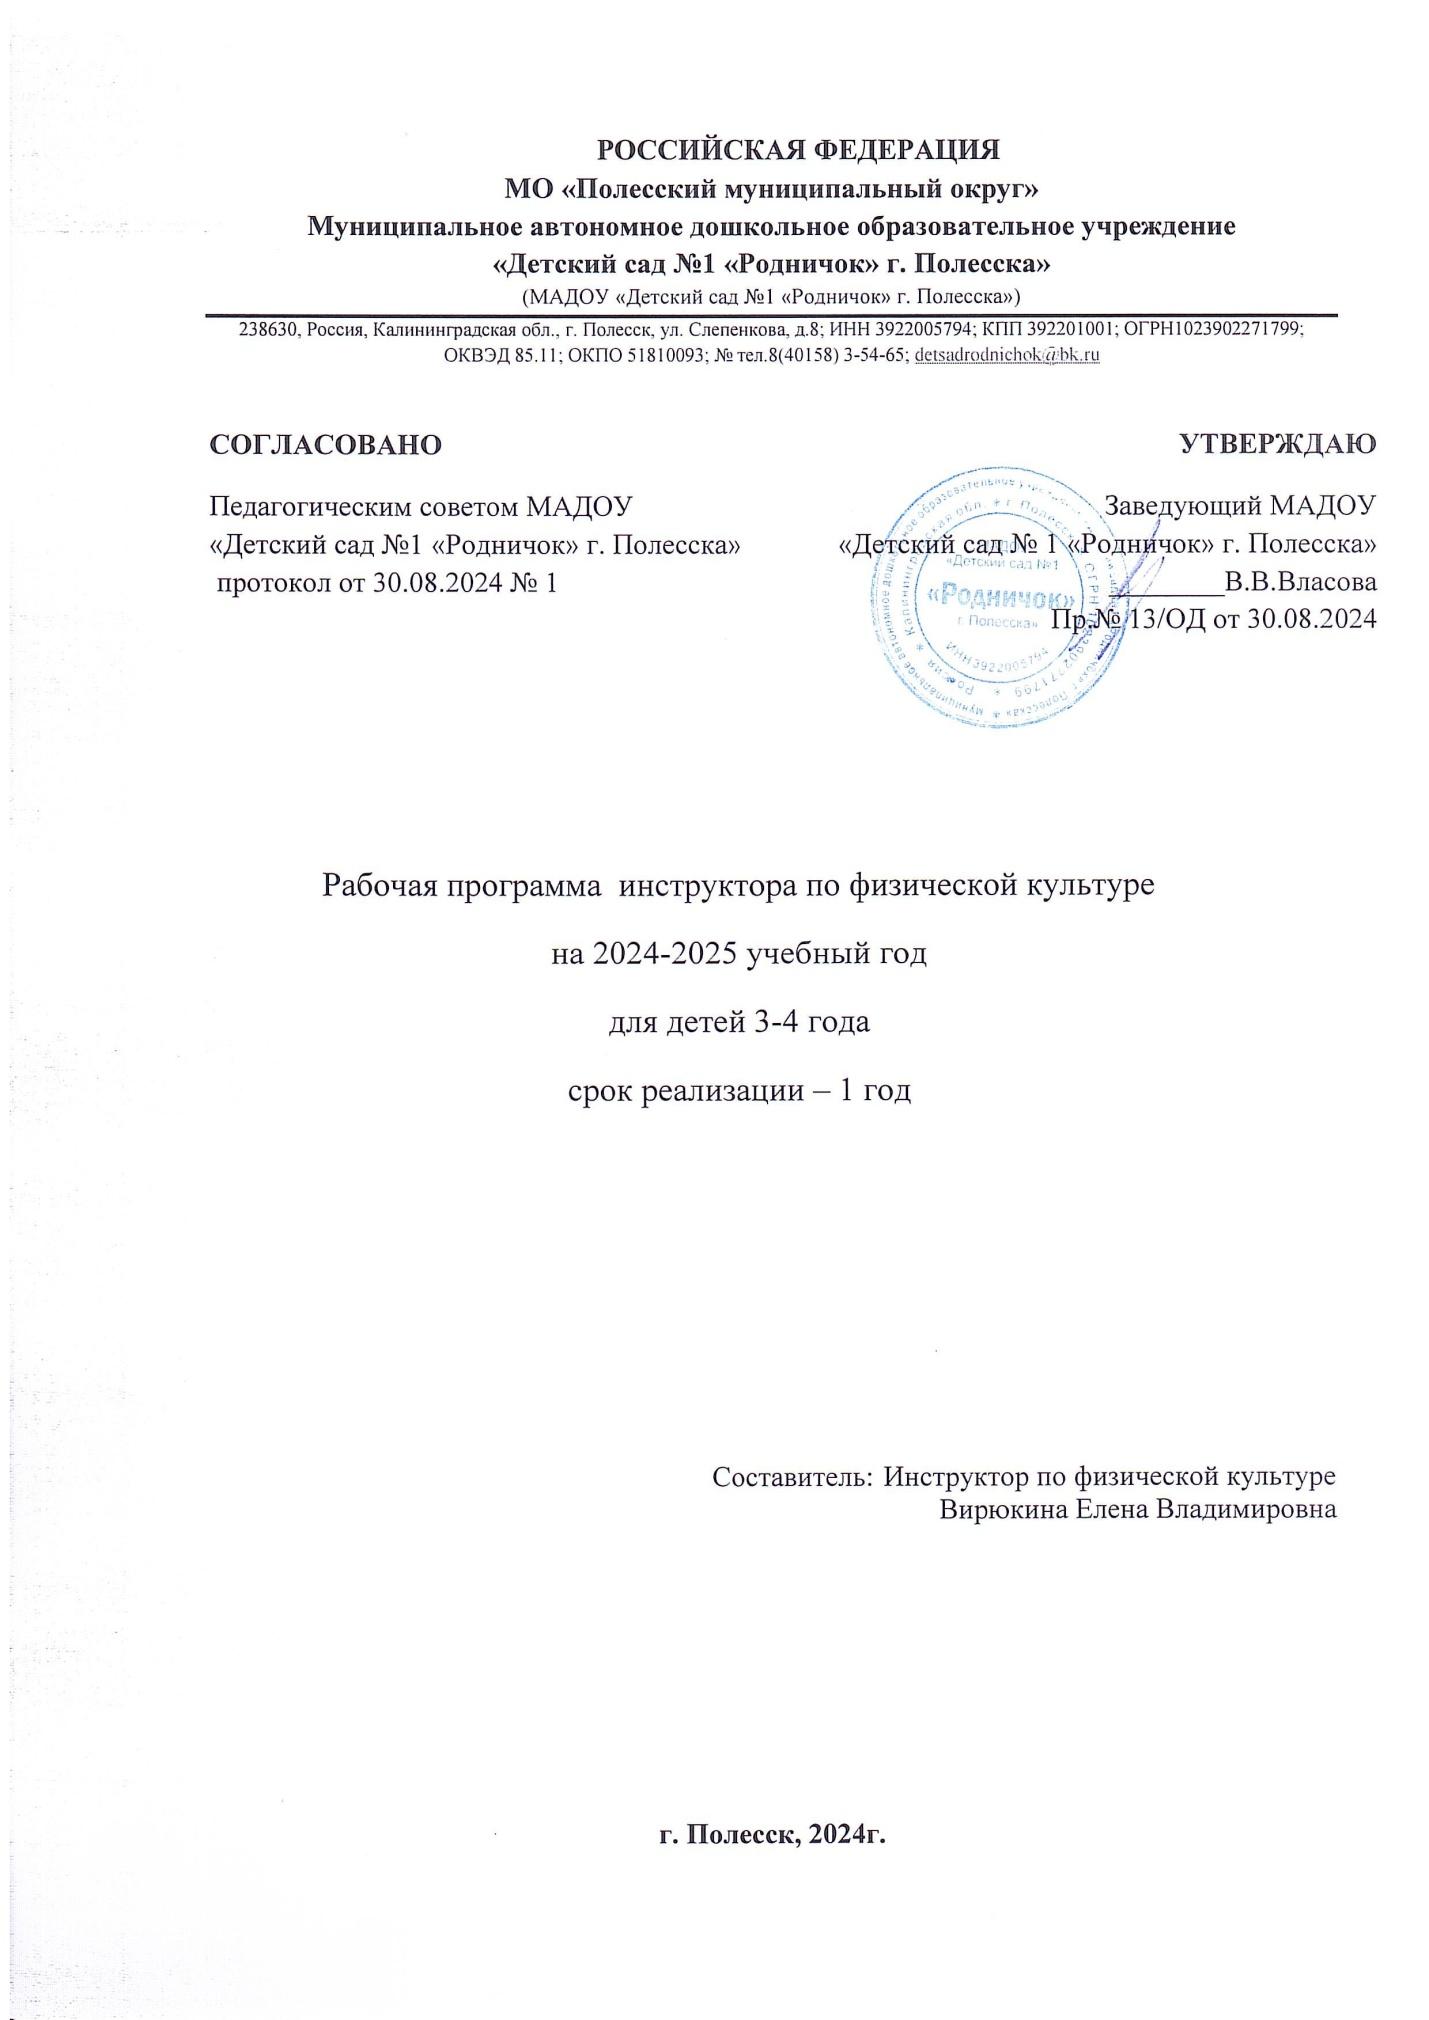 РОССИЙСКАЯ ФЕДЕРАЦИЯ
МО «Полесский муниципальный округ»
Муниципальное автономное дошкольное образовательное учреждение
«Детский сад №1 «Родничок» г. Полесска»
(МАДОУ «Детский сад №1 «Родничок» г. Полесска»)
238630, Россия, Калининградская обл., г. Полесск, ул. Слепенкова, д.8; ИНН 3922005794; КПП 392201001; ОГРН1023902271799;
ОКВЭД 85.11; ОКПО 51810093; № тел.8(40158) 3-54-65; detsadrodnichok@bk.ru
СОГЛАСОВАНО
Педагогическим советом МАДОУ
«Детский сад №1 «Родничок» г. Полесска»
протокол от 30.08.2024 № 1
УТВЕРЖДАЮ
Заведующий МАДОУ
«Детский сад № 1 «Родничок» г. Полесска»
________В.В.Власова
Пр.№ 13/ОД от 30.08.2024
«Детский сад №1
«Родничок»
г. Полесска»
ИНН3922005794
Рабочая программа инструктора по физической культуре
на 2024-2025 учебный год
для детей 3-4 года
срок реализации – 1 год
Составитель: Инструктор по физической культуре
Вирюкина Елена Владимировна
г. Полесск, 2024г.